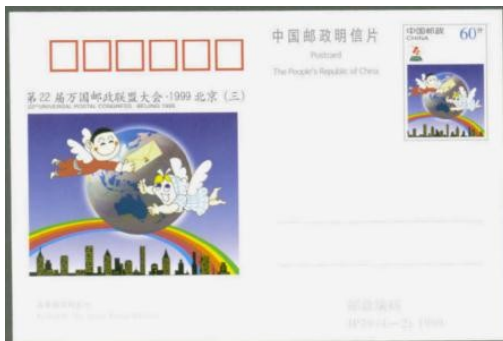 中国邮政明信片
Postcard
The People's Republic of China
中国邮政
CHINA
60分
第22届万国邮政联盟大会·1999北京（三）
22ND UNIVERSAL POSTAL CONGRESS, BEIJING 1999
邮政编码
1999